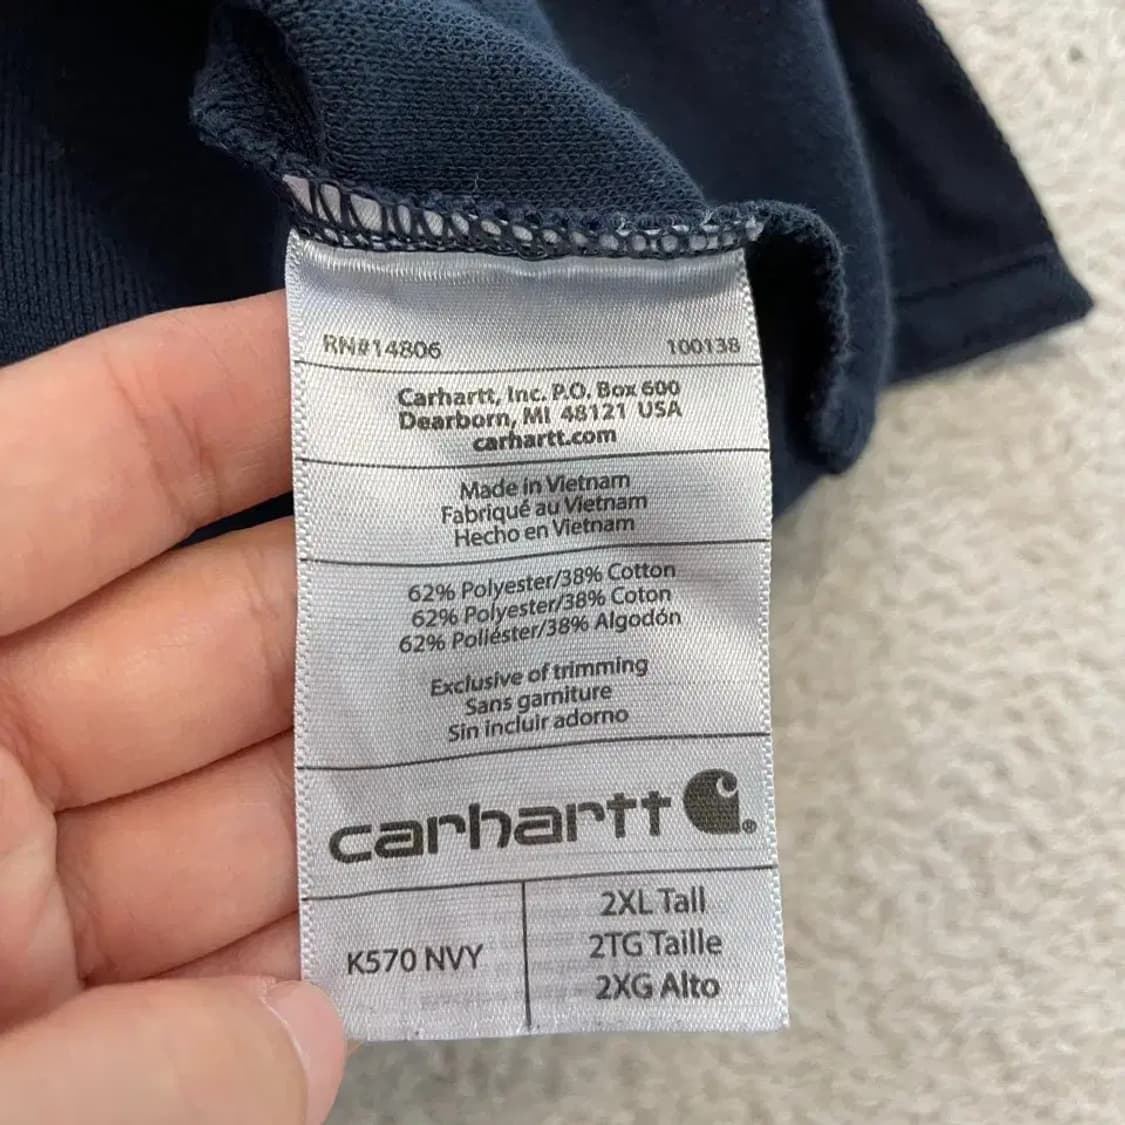 RN#14806 100138
Carhartt, Inc. P.O. Box 600
Dearborn, MI 48121 USA
carhartt.com
Made in Vietnam
Fabriqué au Vietnam
Hecho en Vietnam
62% Polyester/38% Cotton
62% Polyester/38% Coton
62% Poliéster/38% Algodón
Exclusive of trimming
Sans garniture
Sin incluir adorno
carhartt ®
K570 NVY
2XL Tall
2TG Taille
2XG Alto